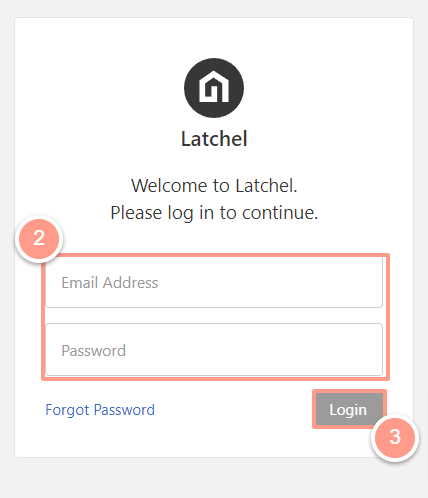 Latchel
Welcome to Latchel.
Please log in to continue.
2
Email Address
Password
Forgot Password
Login
3